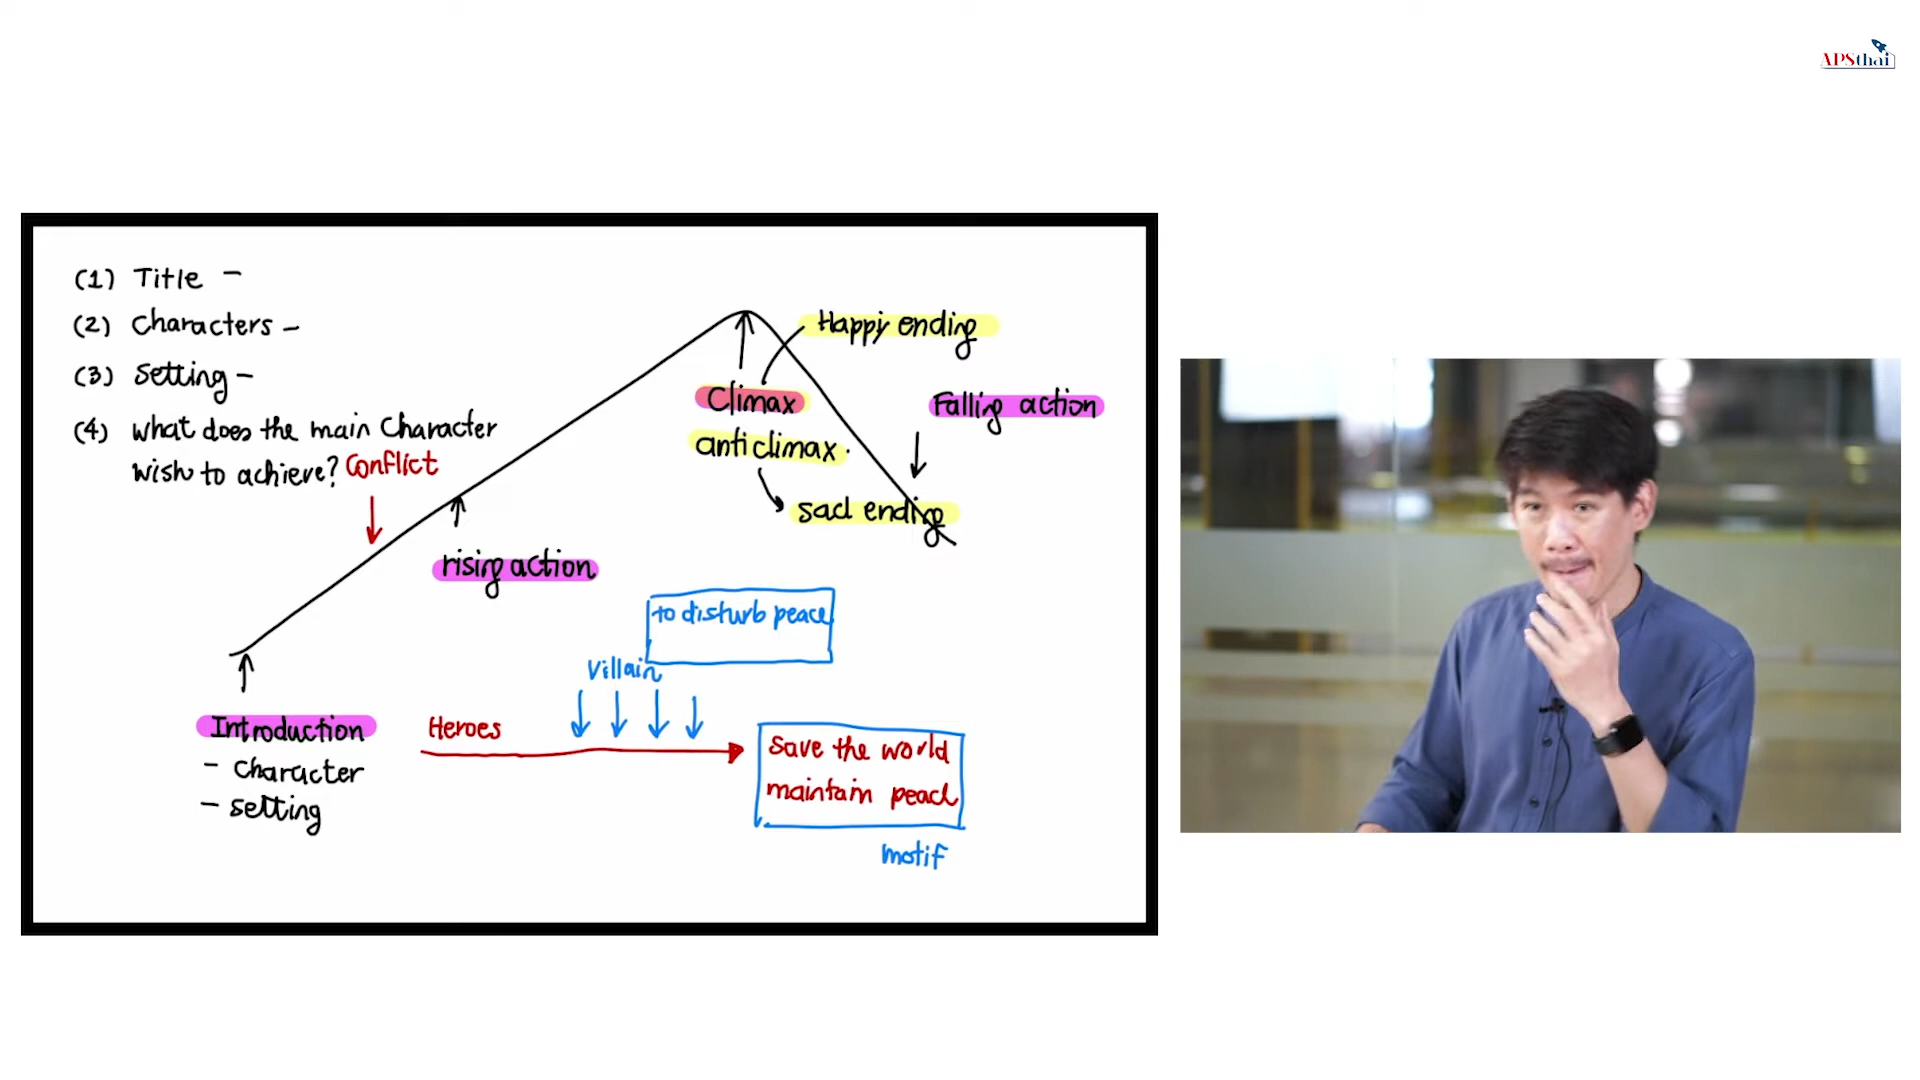 APSthai
(1) Title -
(2) Characters -
(3) Setting -
(4) What does the main Character
wish to achieve?
Conflict
Happy ending
Climax
anticlimax.
sad ending
Falling action
rising action
to disturb peace
Villain
Introduction
- Character
- Setting
Heroes
Save the world
maintain peace
motif